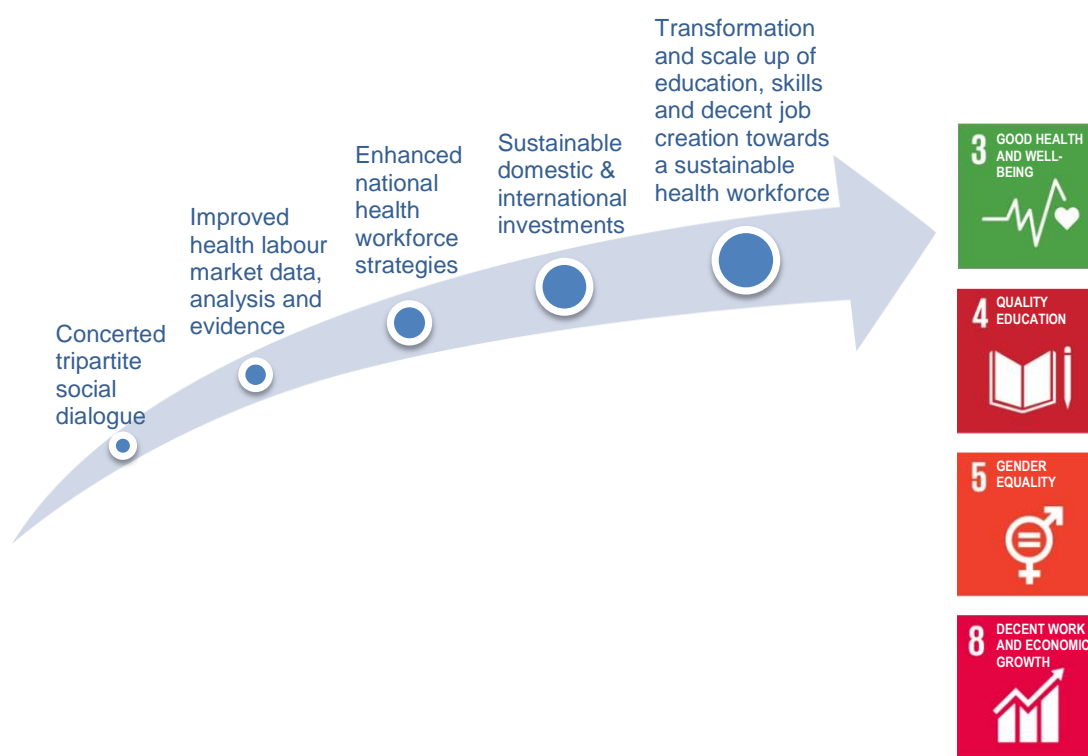 Concerted
tripartite
social
dialogue
Improved
health labour
market data,
analysis and
evidence
Enhanced
national
health
workforce
strategies
Sustainable
domestic &
international
investments
Transformation
and scale up of
education, skills
and decent job
creation towards
a sustainable
health workforce
3 GOOD HEALTH
AND WELL-
BEING
4 QUALITY
EDUCATION
5 GENDER
EQUALITY
8 DECENT WORK
AND ECONOMIC
GROWTH